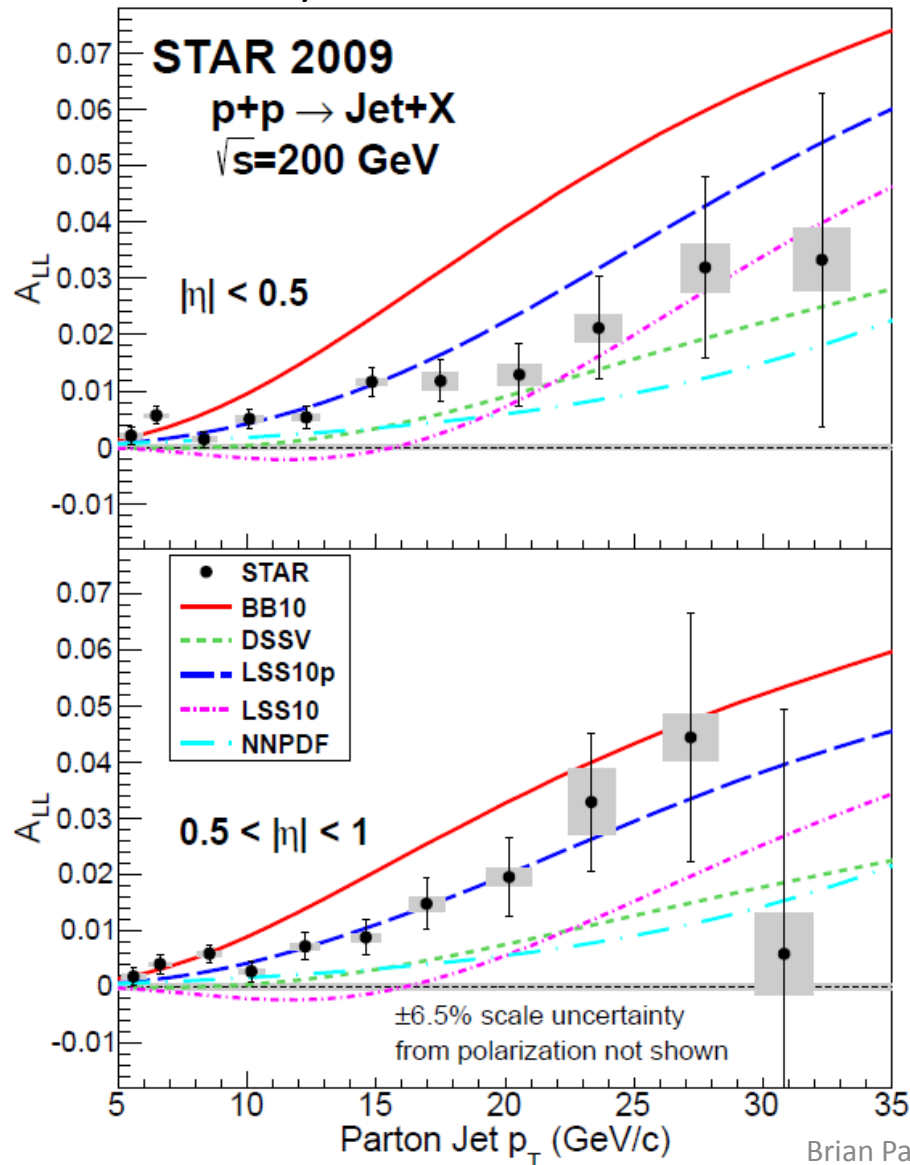 STAR 2009
p+p → Jet+X
√s=200 GeV
|η| < 0.5
A_LL
0.07
0.06
0.05
0.04
0.03
0.02
0.01
0
-0.01
STAR
BB10
DSSV
LSS10p
LSS10
NNPDF
0.5 < |η| < 1
A_LL
0.07
0.06
0.05
0.04
0.03
0.02
0.01
0
-0.01
±6.5% scale uncertainty
from polarization not shown
5 10 15 20 25 30 35
Parton Jet p_T (GeV/c)
Brian Pa